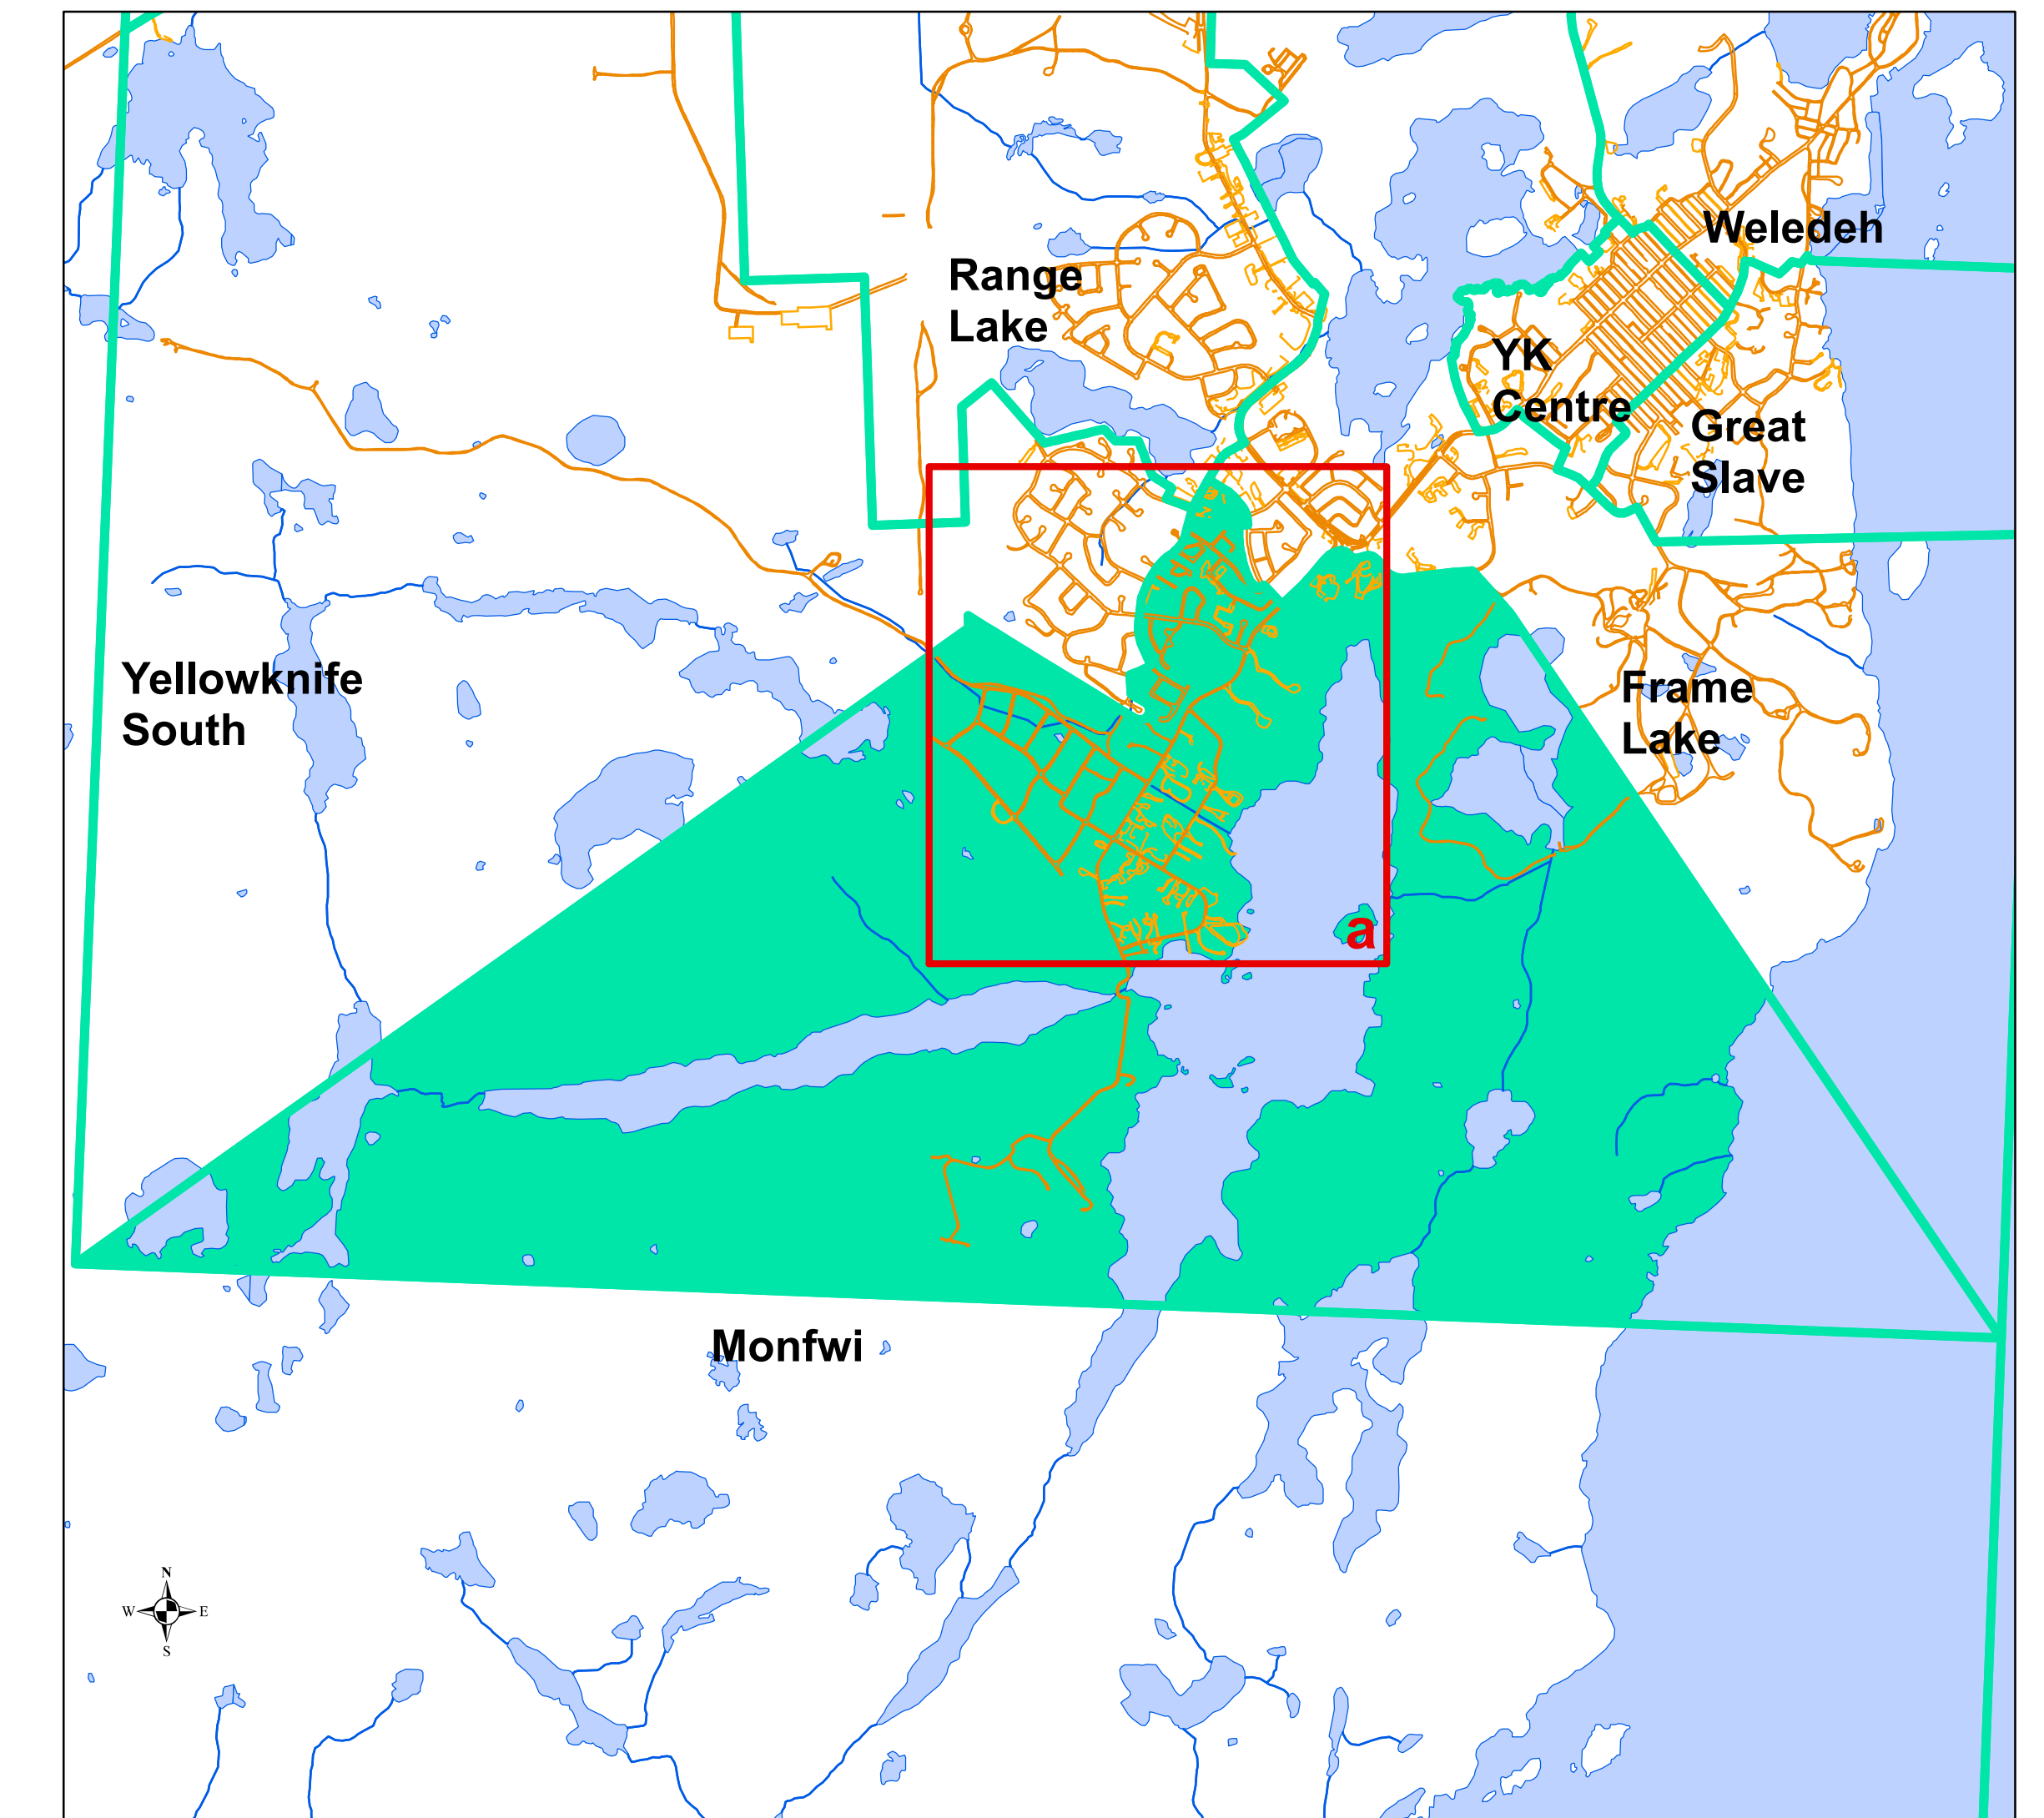 Weledeh
Range
Lake
YK
Centre
Great
Slave
Yellowknife
South
Frame
Lake
a
Monfwi
N
W E
S